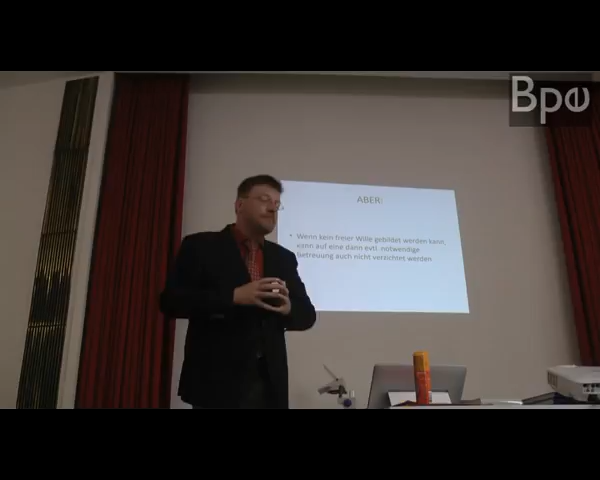 Bpe
ABER:
• Wenn kein freier Wille gebildet werden kann,
kann auf eine dann evtl. notwendige
Betreuung auch nicht verzichtet werden